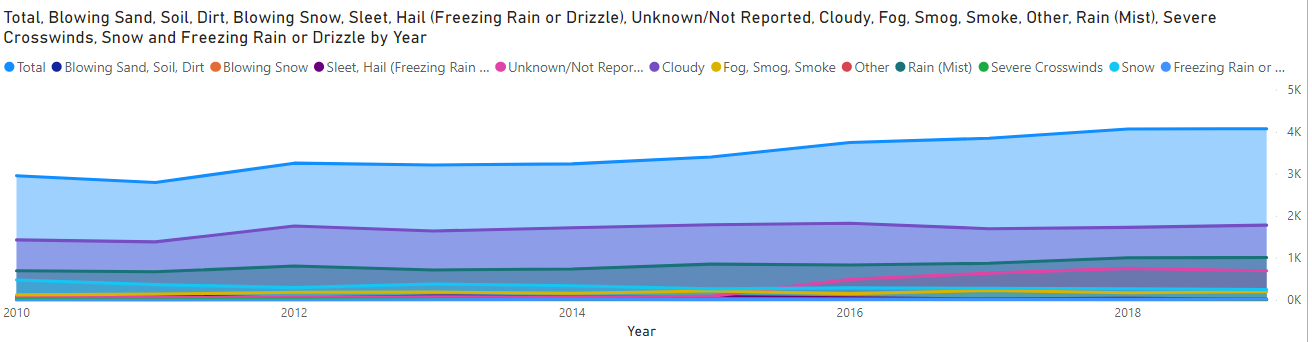 Total, Blowing Sand, Soil, Dirt, Blowing Snow, Sleet, Hail (Freezing Rain or Drizzle), Unknown/Not Reported, Cloudy, Fog, Smog, Smoke, Other, Rain (Mist), Severe
Crosswinds, Snow and Freezing Rain or Drizzle by Year
Total Blowing Sand, Soil, Dirt Blowing Snow Sleet, Hail (Freezing Rain ... Unknown/Not Repor... Cloudy Fog, Smog, Smoke Other Rain (Mist) Severe Crosswinds Snow Freezing Rain or ...
5K
4K
3K
2K
1K
0K
2010 2012 2014 2016 2018
Year